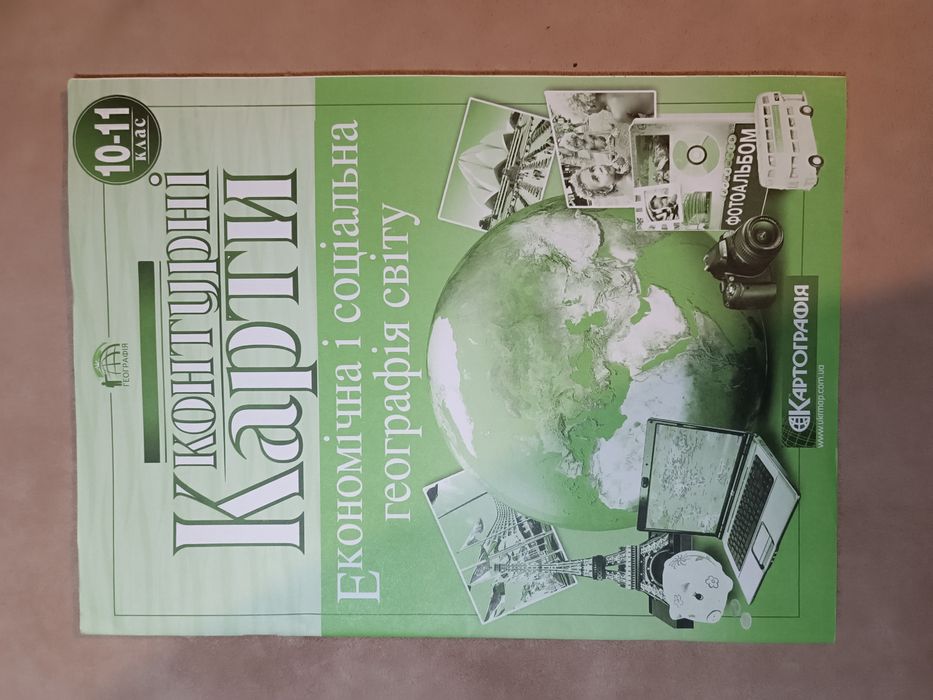 10-11
клас
ГЕОГРАФІЯ
КОНТУРНІ
Карти
Економічна і соціальна
географія світу
ФОТОАЛЬБОМ
КАРТОГРАФІЯ
www.ukrmap.com.ua